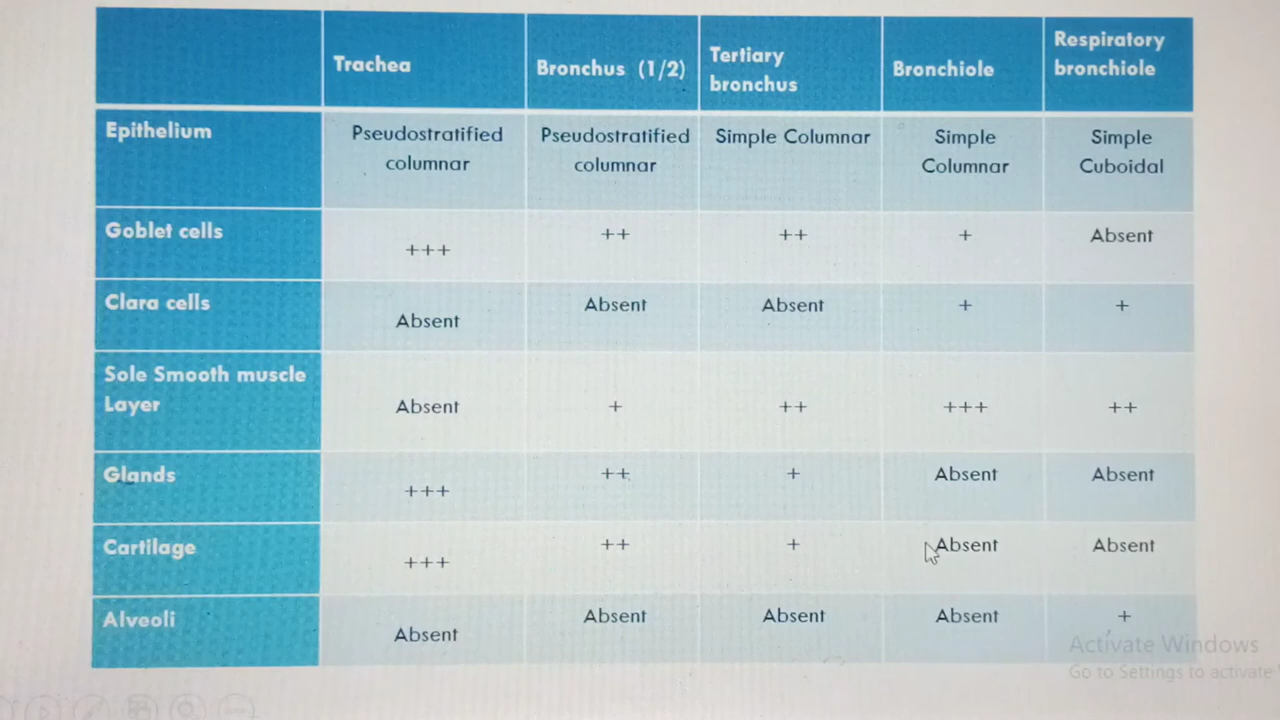 Trachea
Bronchus (1/2)
Tertiary
bronchus
Bronchiole
Respiratory
bronchiole
Epithelium
Pseudostratified
columnar
Pseudostratified
columnar
Simple Columnar
Simple
Columnar
Simple
Cuboidal
Goblet cells
+++
++
++
+
Absent
Clara cells
Absent
Absent
Absent
+
+
Sole Smooth muscle
Layer
Absent
+
++
+++
++
Glands
+++
++
+
Absent
Absent
Cartilage
+++
++
+
Absent
Absent
Alveoli
Absent
Absent
Absent
Absent
+
Activate Windows
Go to Settings to activate